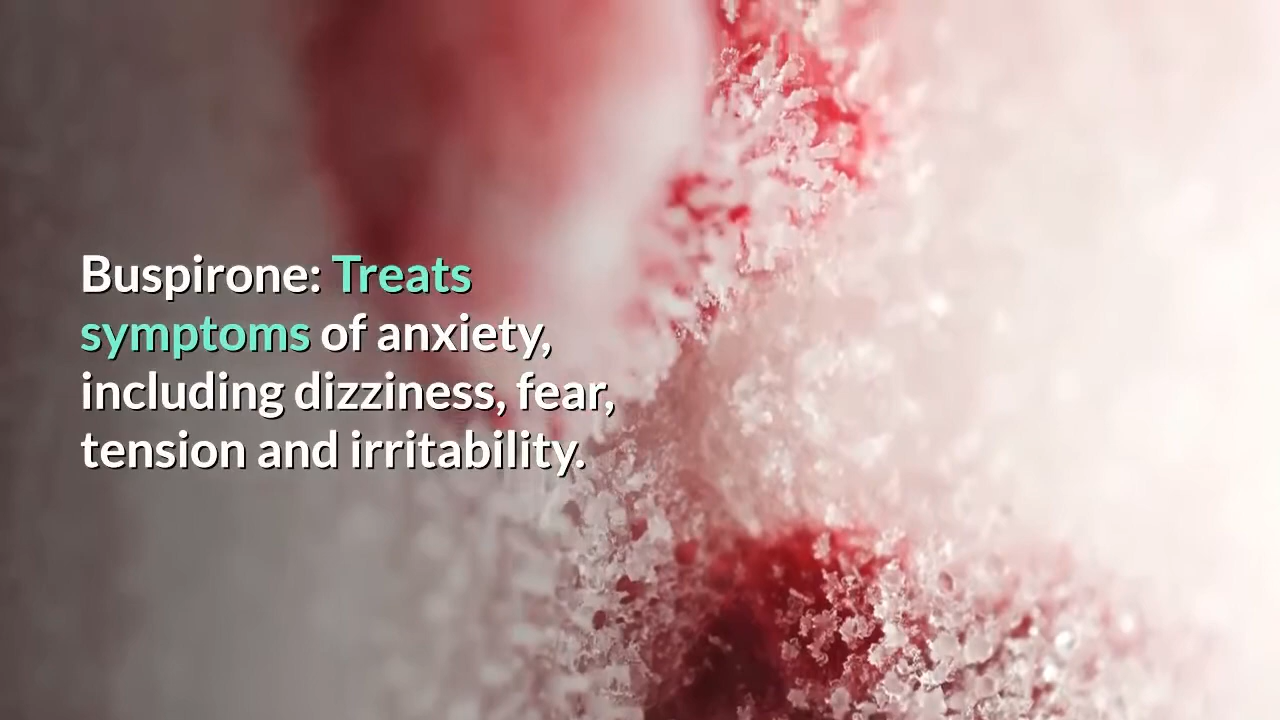 Buspirone: Treats
symptoms of anxiety,
including dizziness, fear,
tension and irritability.